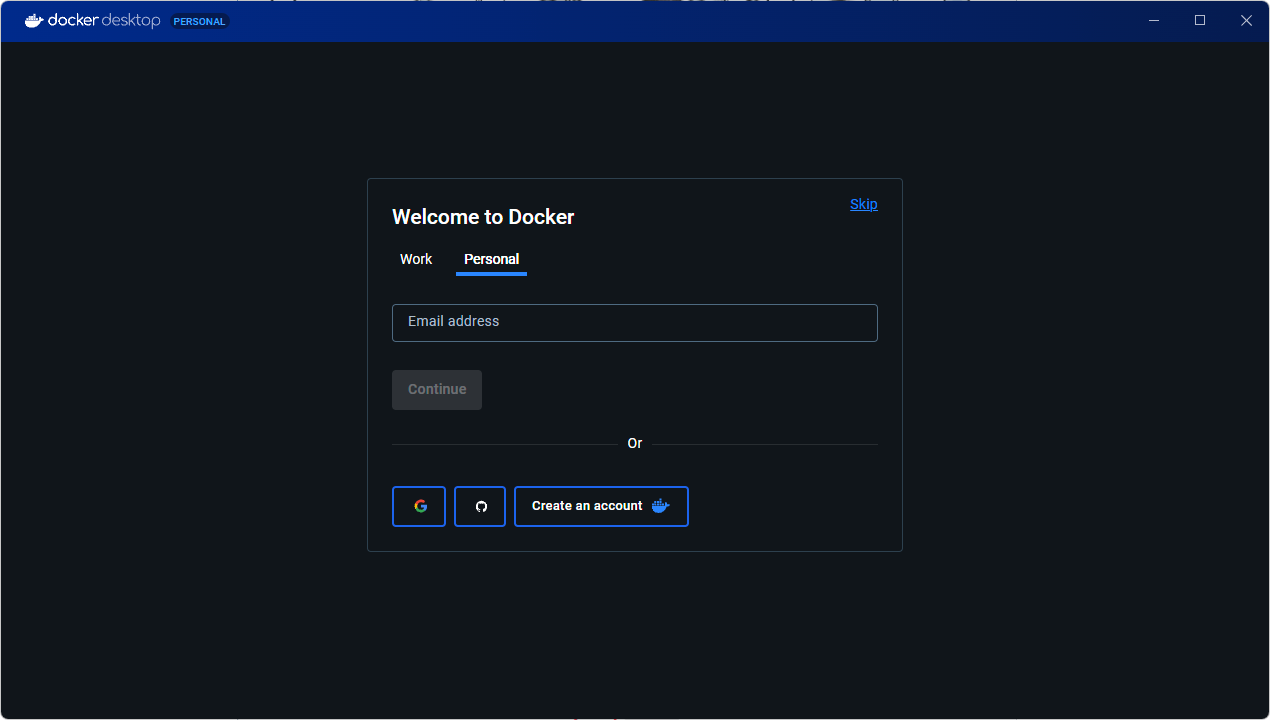 docker desktop PERSONAL
Skip
Welcome to Docker
Work Personal
Email address
Continue
Or
Create an account